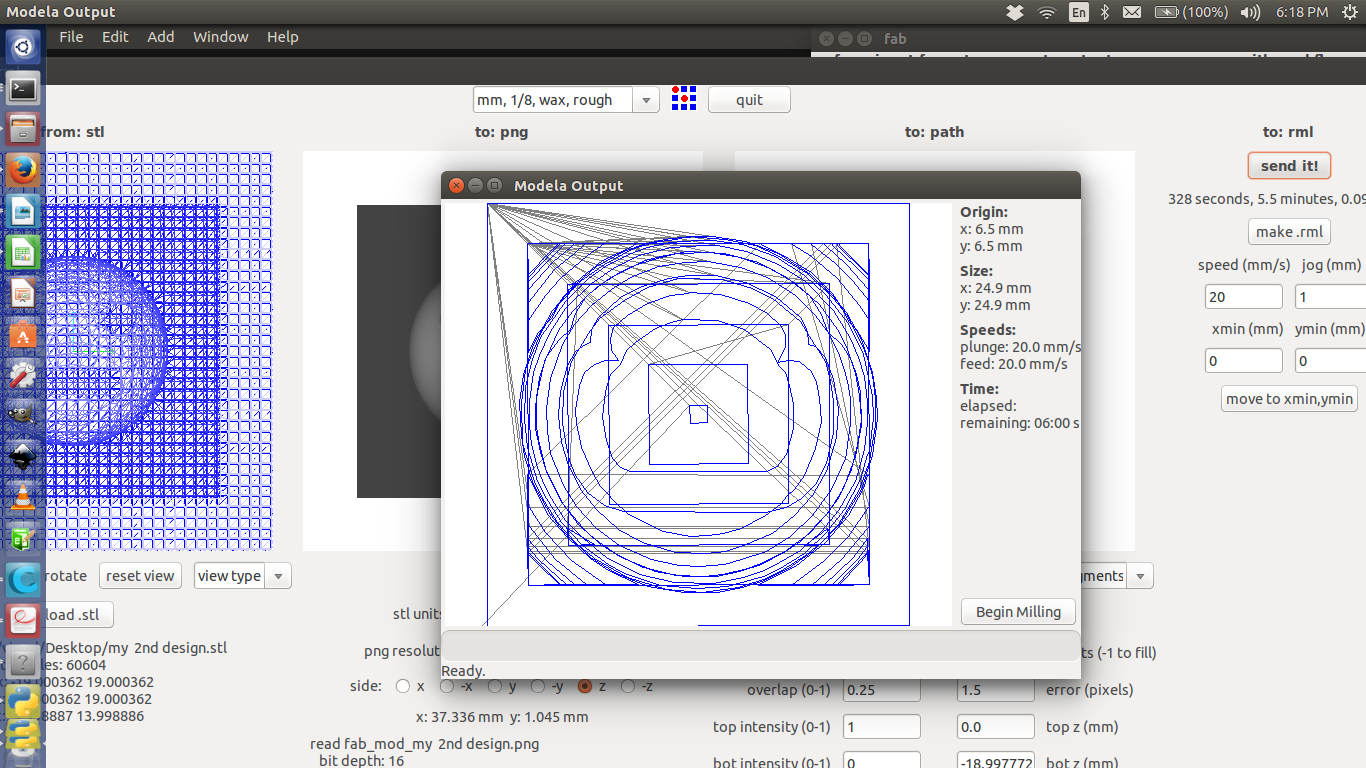 Modela Output
En
(100%)
6:18 PM
File Edit Add Window Help
fab
mm, 1/8, wax, rough
quit
from: stl
to: png
to: path
to: rml
send it!
328 seconds, 5.5 minutes, 0.09
make .rml
speed (mm/s) jog (mm)
20
1
xmin (mm) ymin (mm)
0
0
move to xmin,ymin
Modela Output
Origin:
x: 6.5 mm
y: 6.5 mm
Size:
x: 24.9 mm
y: 24.9 mm
Speeds:
plunge: 20.0 mm/s
feed: 20.0 mm/s
Time:
elapsed:
remaining: 06:00 s
Begin Milling
Ready.
rotate
reset view
view type
gments
load .stl
stl units
/Desktop/my 2nd design.stl
les: 60604
000362 19.000362
000362 19.000362
8887 13.998886
png resolut
ts (-1 to fill)
side: x -x y -y z -z
overlap (0-1) 0.25
1.5 error (pixels)
x: 37.336 mm y: 1.045 mm
top intensity (0-1) 1
0.0 top z (mm)
read fab_mod_my 2nd design.png
bit depth: 16
bot intensity (0-1) 0
-18.997772 bot z (mm)